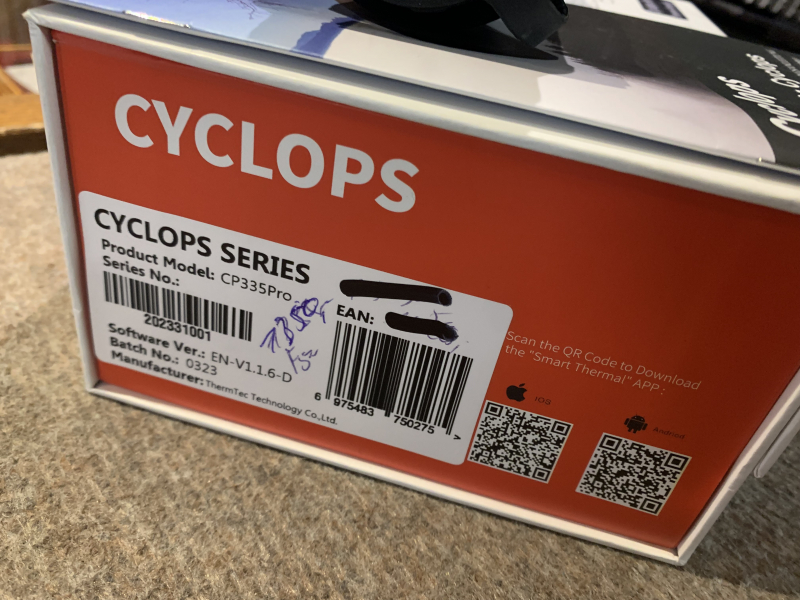 Cyclops
CYCLOPS
CYCLOPS SERIES
Product Model: CP335Pro
Series No.:
202331001
Software Ver.: EN-V1.1.6-D
Batch No.: 0323
Manufacturer: ThermTec Technology Co.,Ltd.
EAN:
6 975483 750275 >
Scan the QR Code to Download
the "Smart Thermal" APP :
iOS
Android